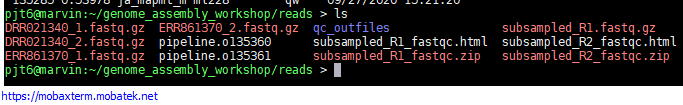 pjt6@marvin:~/genome_assembly_workshop/reads > ls
DRR021340_1.fastq.gz ERR861370_2.fastq.gz qc_outfiles subsampled_R1.fastq.gz
DRR021340_2.fastq.gz pipeline.o135360 subsampled_R1_fastqc.html subsampled_R2_fastqc.html
ERR861370_1.fastq.gz pipeline.o135361 subsampled_R1_fastqc.zip subsampled_R2_fastqc.zip
pjt6@marvin:~/genome_assembly_workshop/reads >
https://mobaxterm.mobatek.net